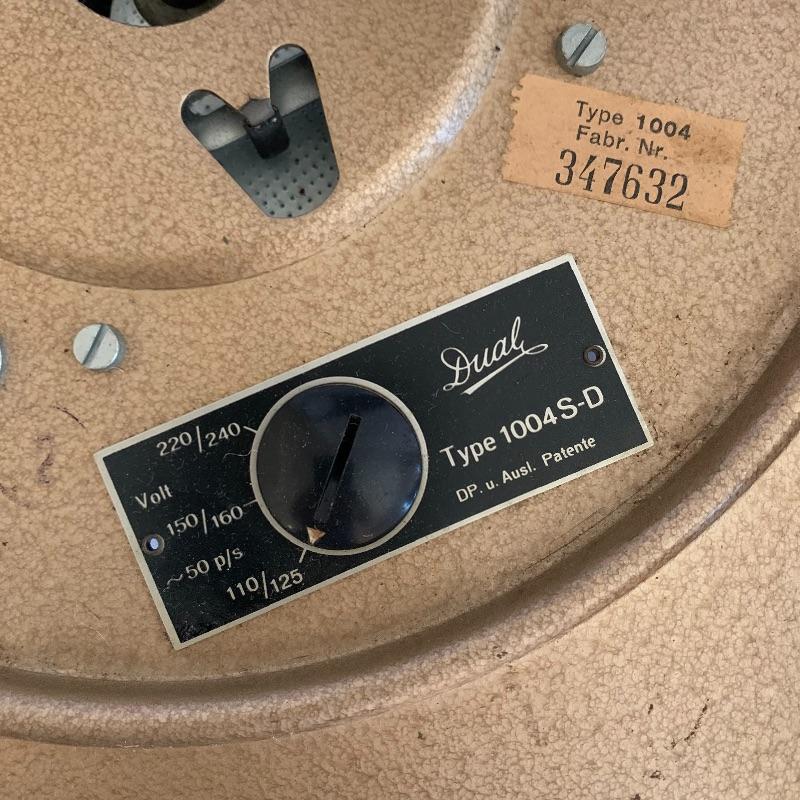 Type 1004
Fabr. Nr.
347632
Dual
Type 1004 S-D
DP. u. Ausl. Patente
220/240
Volt
150/160
~50 p/s
110/125